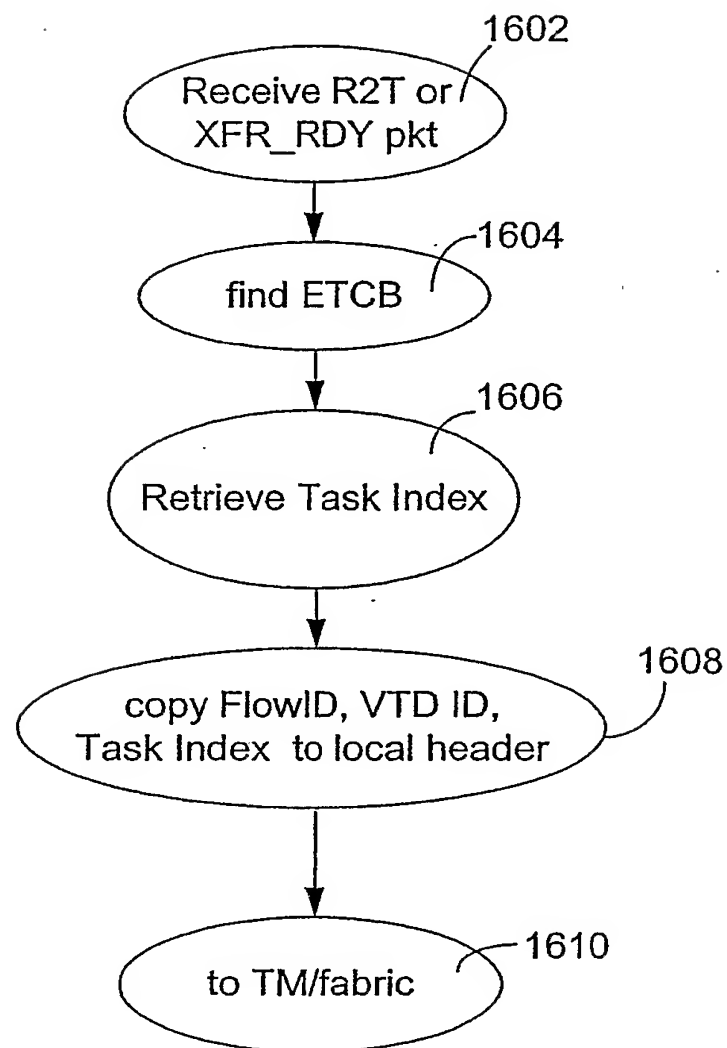 1602
Receive R2T or
XFR_RDY pkt
1604
find ETCB
1606
Retrieve Task Index
1608
copy FlowID, VTD ID,
Task Index to local header
1610
to TM/fabric